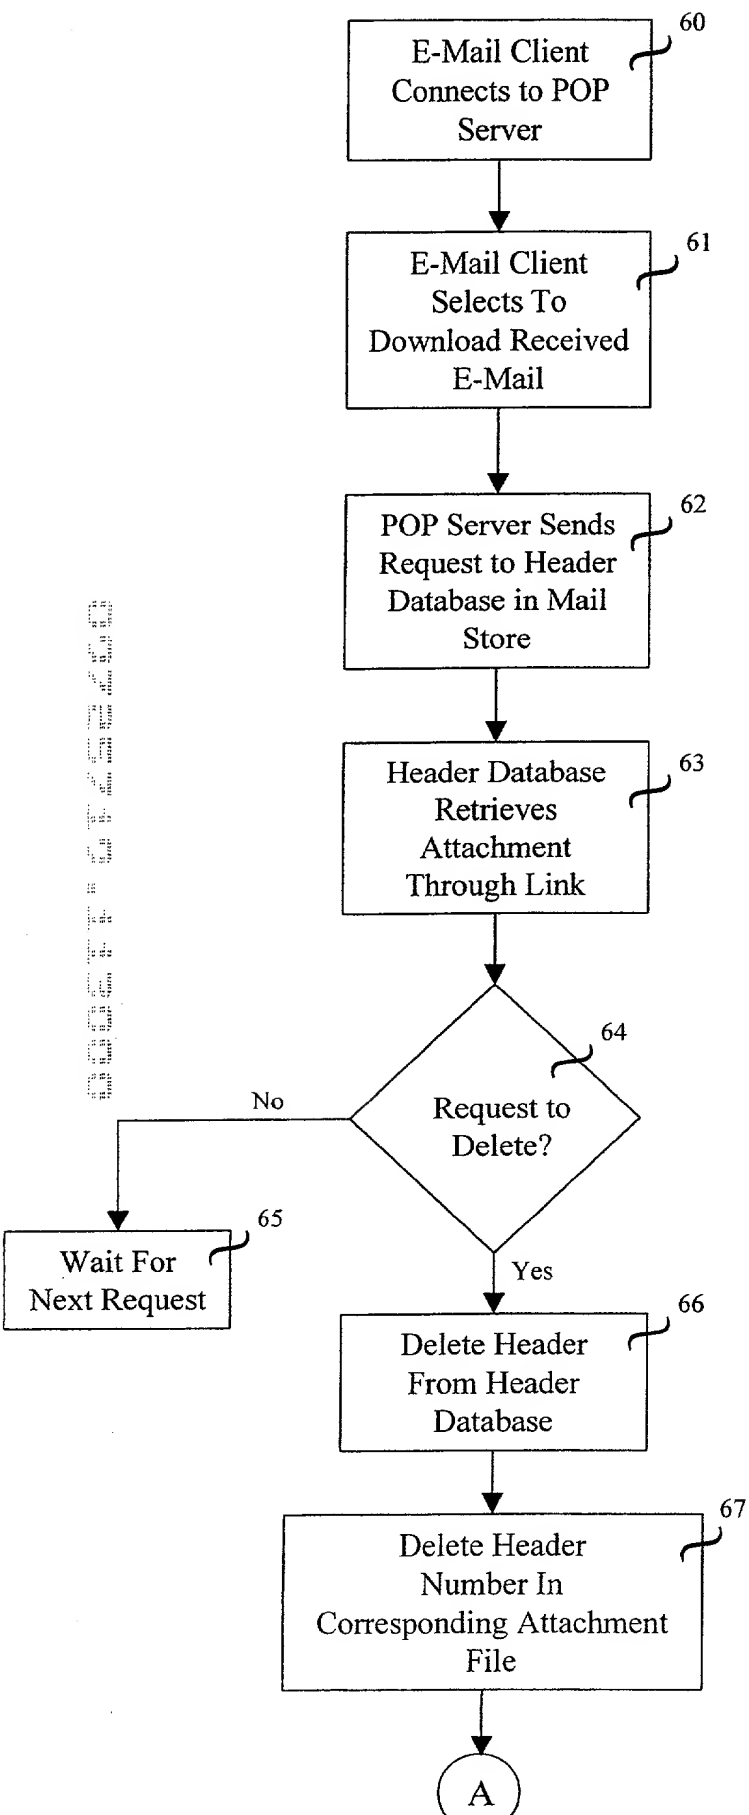 60
E-Mail Client
Connects to POP
Server
61
E-Mail Client
Selects To
Download Received
E-Mail
62
POP Server Sends
Request to Header
Database in Mail
Store
63
Header Database
Retrieves
Attachment
Through Link
64
Request to
Delete?
No
Yes
65
Wait For
Next Request
66
Delete Header
From Header
Database
67
Delete Header
Number In
Corresponding Attachment
File
A